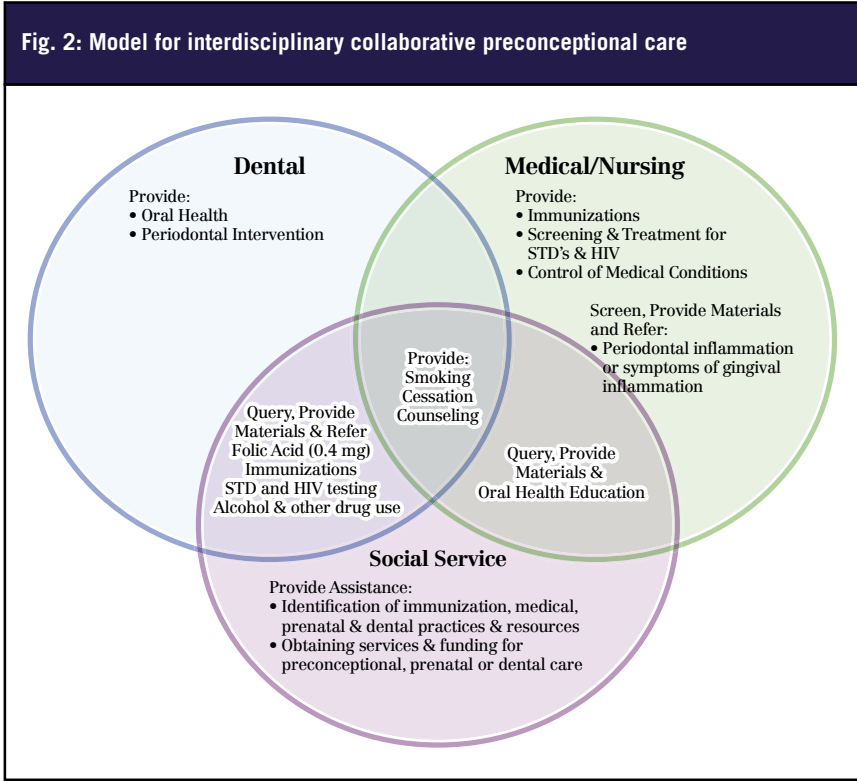 Fig. 2: Model for interdisciplinary collaborative preconceptional care
Dental
Provide:
• Oral Health
• Periodontal Intervention
Medical/Nursing
Provide:
• Immunizations
• Screening & Treatment for
STD's & HIV
• Control of Medical Conditions
Screen, Provide Materials
and Refer:
• Periodontal inflammation
or symptoms of gingival
inflammation
Provide:
Smoking
Cessation
Counseling
Query, Provide
Materials & Refer
Folic Acid (0.4 mg)
Immunizations
STD and HIV testing
Alcohol & other drug use
Query, Provide
Materials &
Oral Health Education
Social Service
Provide Assistance:
• Identification of immunization, medical,
prenatal & dental practices & resources
• Obtaining services & funding for
preconceptional, prenatal or dental care